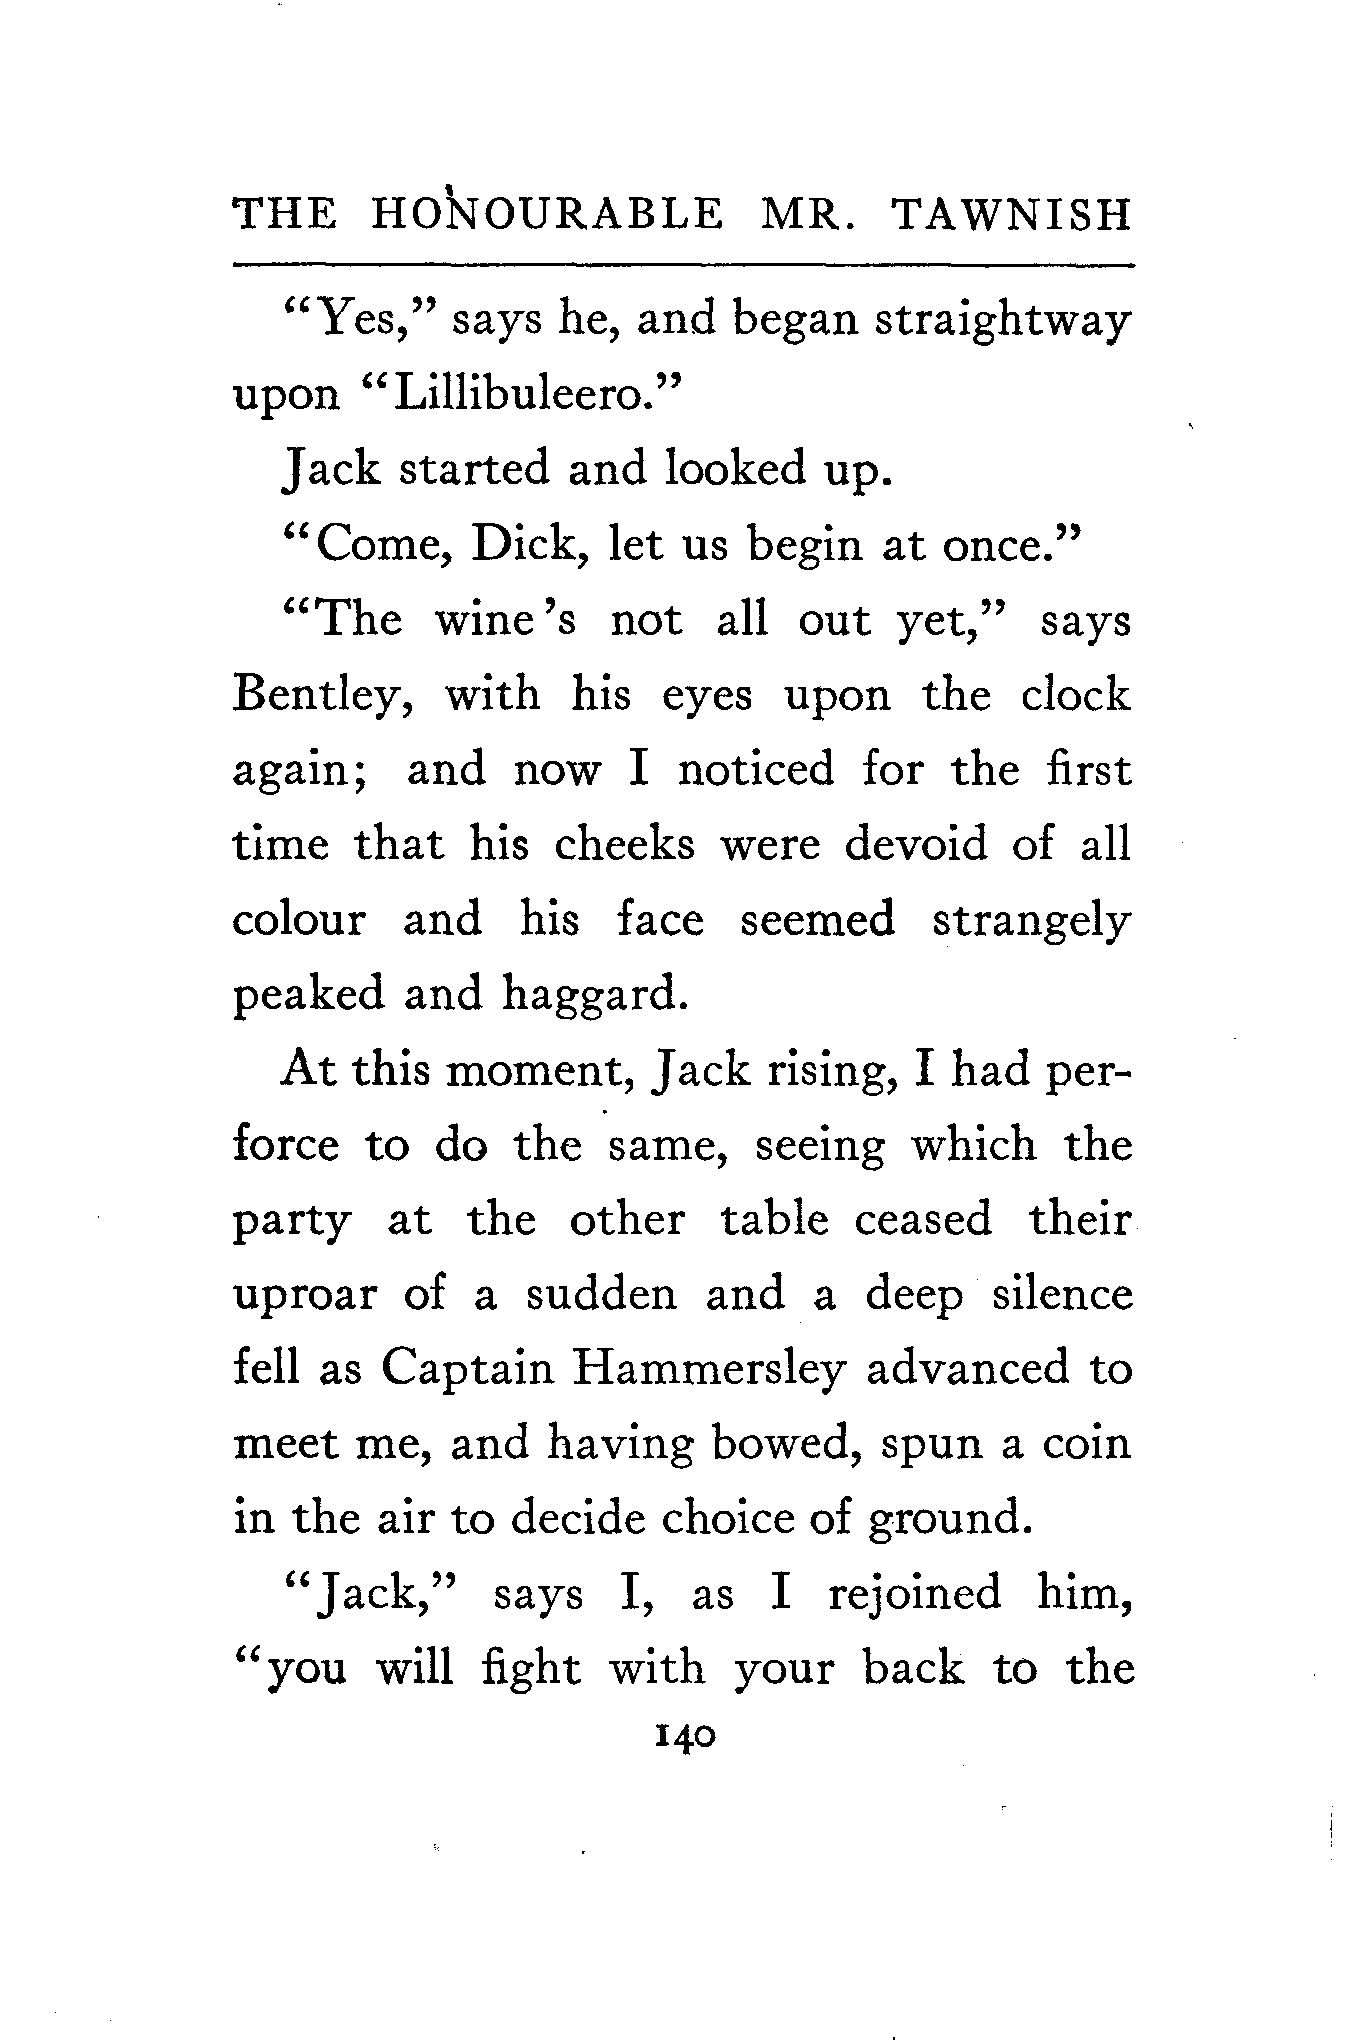 THE HONOURABLE MR. TAWNISH
“Yes,” says he, and began straightway
upon “Lillibuleero.”
Jack started and looked up.
“Come, Dick, let us begin at once.”
“The wine’s not all out yet,” says
Bentley, with his eyes upon the clock
again; and now I noticed for the first
time that his cheeks were devoid of all
colour and his face seemed strangely
peaked and haggard.
At this moment, Jack rising, I had per-
force to do the same, seeing which the
party at the other table ceased their
uproar of a sudden and a deep silence
fell as Captain Hammersley advanced to
meet me, and having bowed, spun a coin
in the air to decide choice of ground.
“Jack,” says I, as I rejoined him,
“you will fight with your back to the
140